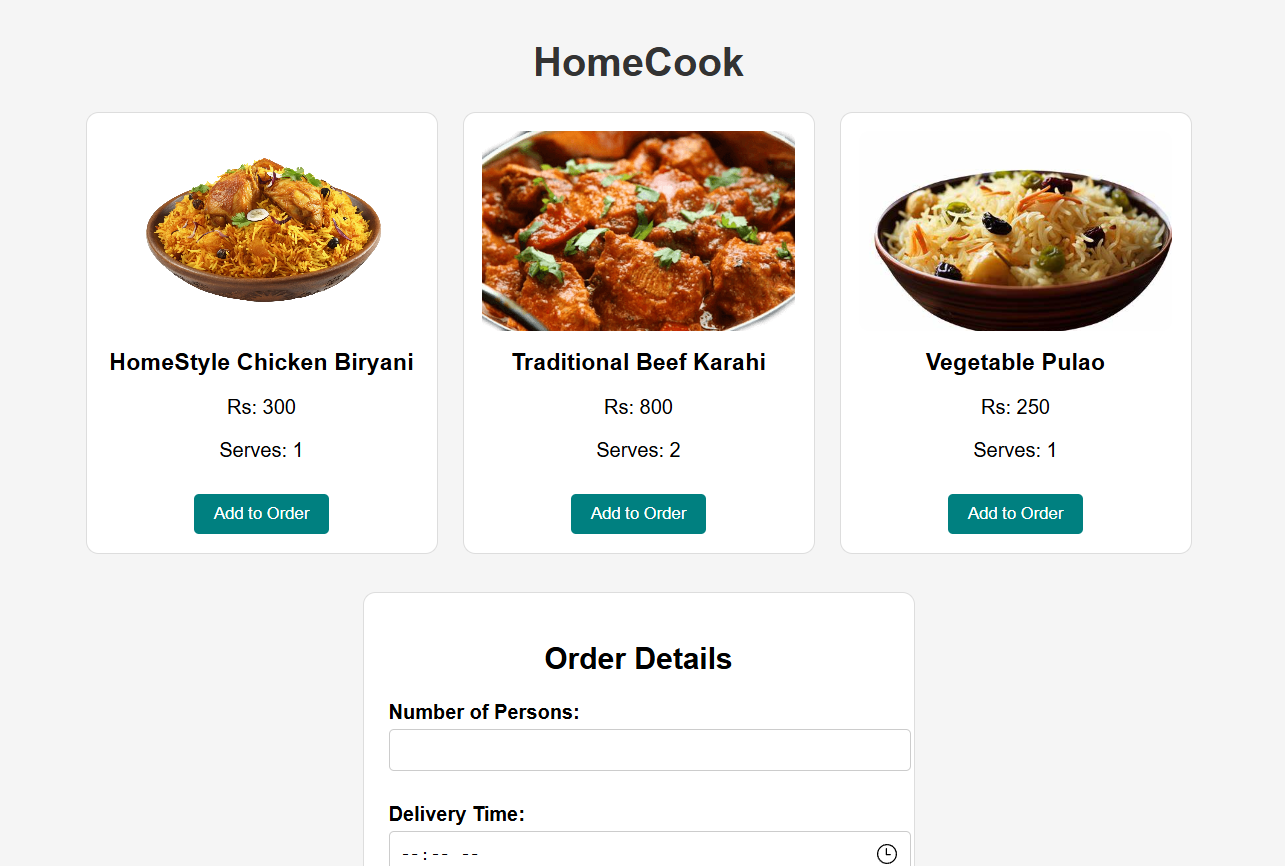 HomeCook
HomeStyle Chicken Biryani
Rs: 300
Serves: 1
Add to Order
Traditional Beef Karahi
Rs: 800
Serves: 2
Add to Order
Vegetable Pulao
Rs: 250
Serves: 1
Add to Order
Order Details
Number of Persons:
Delivery Time:
--:-- --